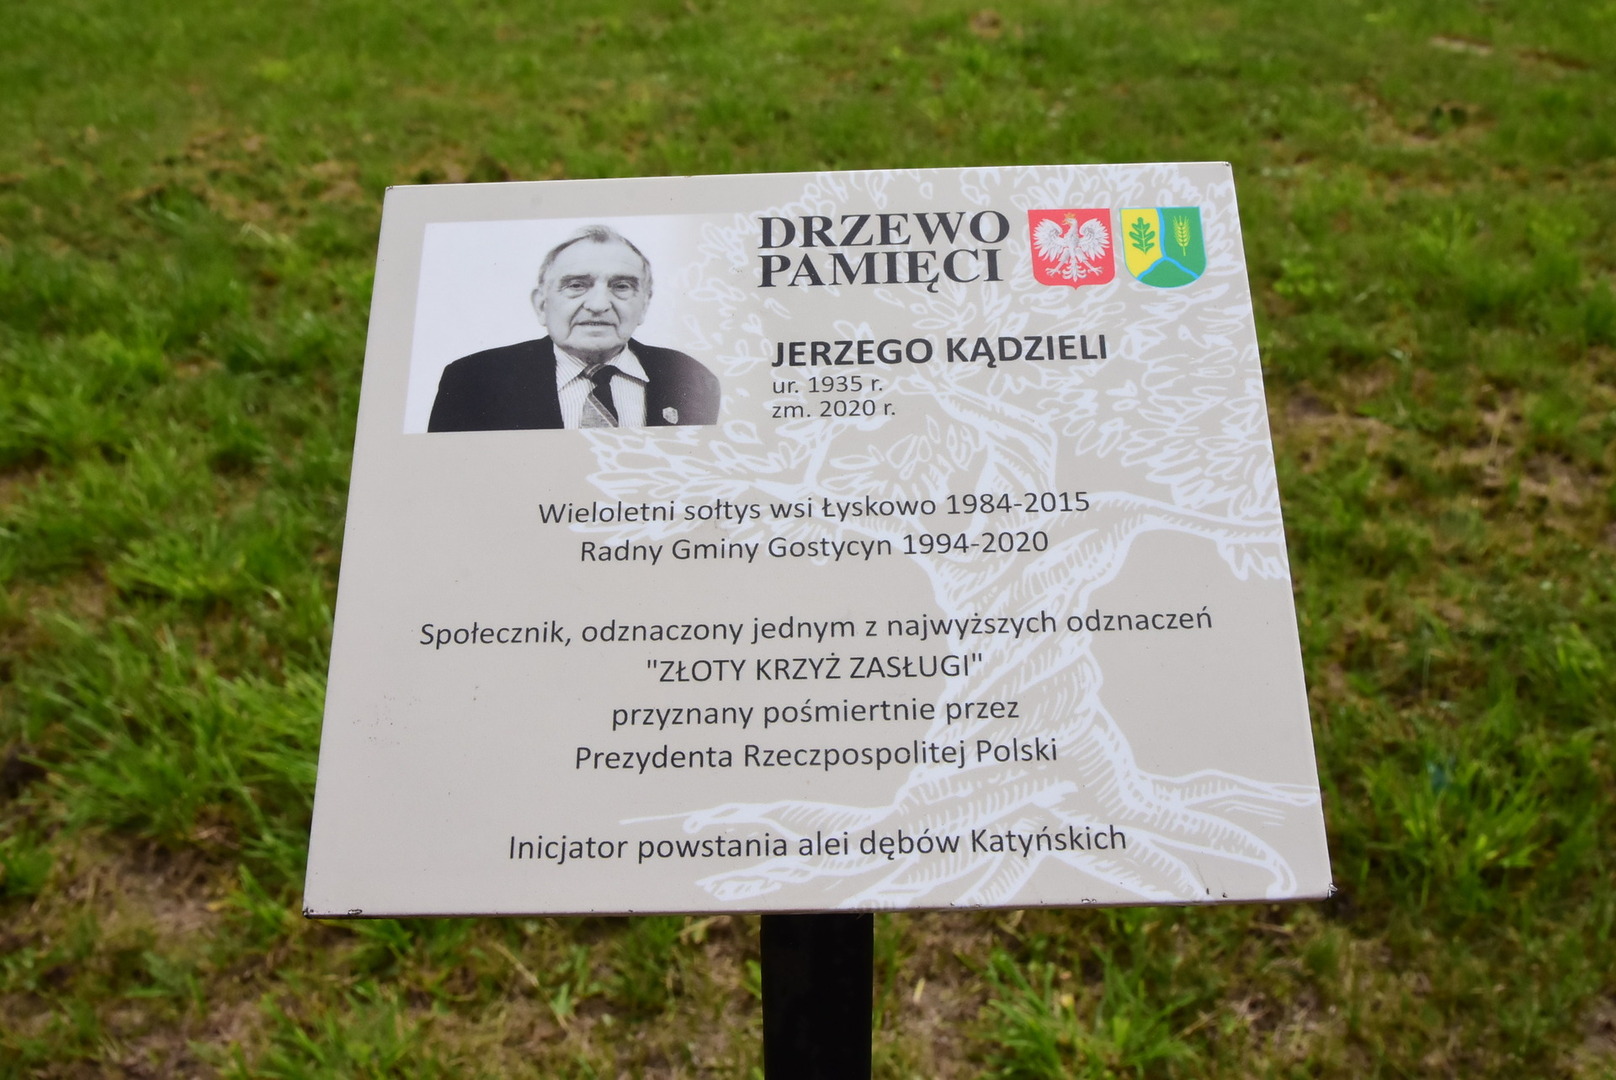 DRZEWO
PAMIĘCI
JERZEGO KĄDZIELI
ur. 1935 r.
zm. 2020 r.
Wieloletni sołtys wsi Łyskowo 1984-2015
Radny Gminy Gostycyn 1994-2020
Społecznik, odznaczony jednym z najwyższych odznaczeń
"ZŁOTY KRZYŻ ZASŁUGI"
przyznany pośmiertnie przez
Prezydenta Rzeczpospolitej Polski
Inicjator powstania alei dębów Katyńskich